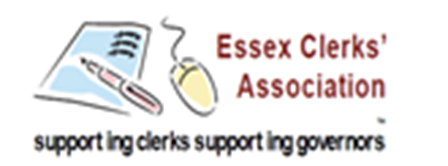 Essex Clerks’
Association
support ing clerks support ing governors